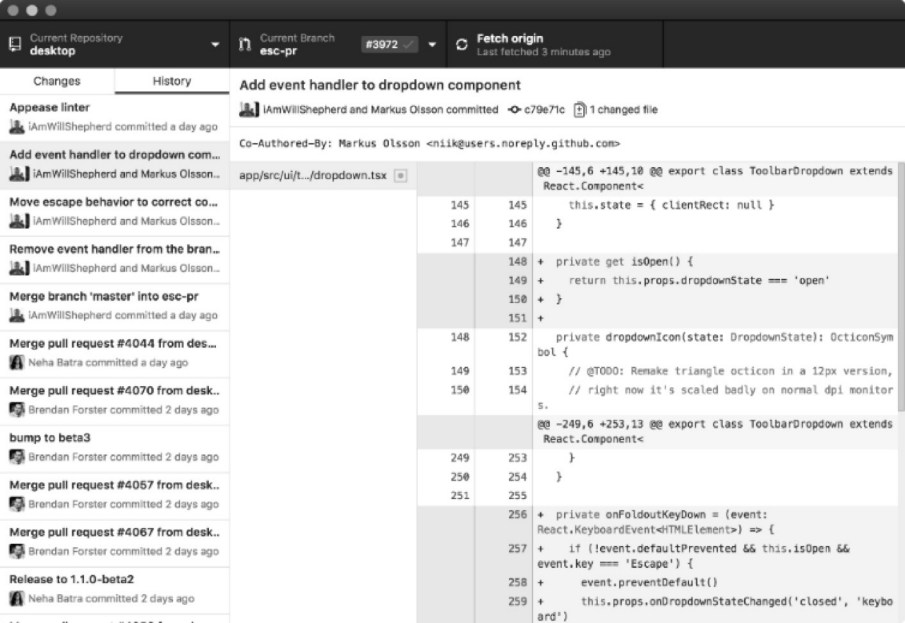 Current Repository
desktop
Current Branch
esc-pr
#3972
Fetch origin
Last fetched 3 minutes ago
Changes
History
Appease linter
iAmWillShepherd committed a day ago
Add event handler to dropdown com...
iAmWillShepherd and Markus Olsson...
Move escape behavior to correct co...
iAmWillShepherd and Markus Olsson...
Remove event handler from the bran...
iAmWillShepherd and Markus Olsson...
Merge branch 'master' into esc-pr
iAmWillShepherd committed a day ago
Merge pull request #4044 from des...
Neha Batra committed a day ago
Merge pull request #4070 from desk...
Brendan Forster committed 2 days ago
bump to beta3
Brendan Forster committed 2 days ago
Merge pull request #4057 from desk...
Brendan Forster committed 2 days ago
Merge pull request #4067 from desk...
Brendan Forster committed 2 days ago
Release to 1.1.0-beta2
Neha Batra committed 2 days ago
Add event handler to dropdown component
iAmWillShepherd and Markus Olsson committed c79e71c 1 changed file
Co-Authored-By: Markus Olsson <niik@users.noreply.github.com>
app/src/ui/t.../dropdown.tsx
@@ -145,6 +145,10 @@ export class ToolbarDropdown extends
React.Component<
145 145 this.state = { clientRect: null }
146 146 }
147 147
148 + private get isOpen() {
149 + return this.props.dropdownState === 'open'
150 + }
151 +
148 152 private dropdownIcon(state: DropdownState): OcticonSym
bol {
149 153 // @TODO: Remake triangle octicon in a 12px version,
150 154 // right now it's scaled badly on normal dpi monitor
s.
@@ -249,6 +253,13 @@ export class ToolbarDropdown extends
React.Component<
249 253 }
250 254 }
251 255
256 + private onFoldoutKeyDown = (event:
React.KeyboardEvent<HTMLElement>) => {
257 + if (!event.defaultPrevented && this.isOpen &&
event.key === 'Escape') {
258 + event.preventDefault()
259 + this.props.onDropdownStateChanged('closed', 'keybo
ard')